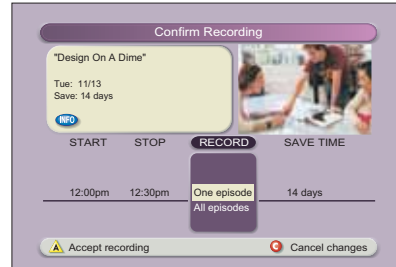 Confirm Recording
"Design On A Dime"
Tue: 11/13
Save: 14 days
INFO
START STOP RECORD SAVE TIME
12:00pm 12:30pm One episode 14 days
All episodes
A Accept recording C Cancel changes